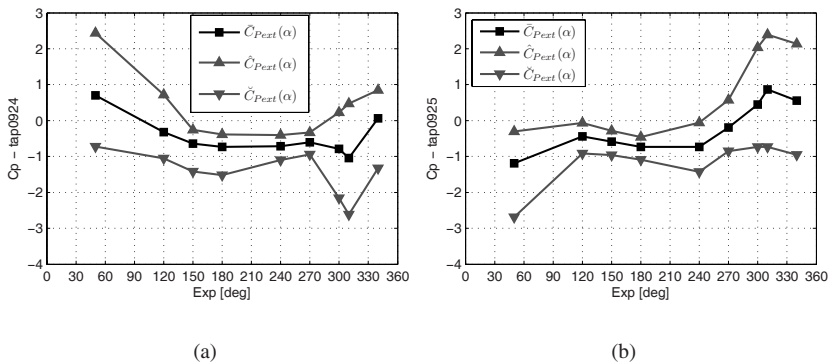 3
2
1
0
−1
−2
−3
−4
0 30 60 90 120 150 180 210 240 270 300 330 360
Cp − tap0924
Exp [deg]
C̄Pext(α)
ĈPext(α)
ČPext(α)
(a)
3
2
1
0
−1
−2
−3
−4
0 30 60 90 120 150 180 210 240 270 300 330 360
Cp − tap0925
Exp [deg]
C̄Pext(α)
ĈPext(α)
ČPext(α)
(b)